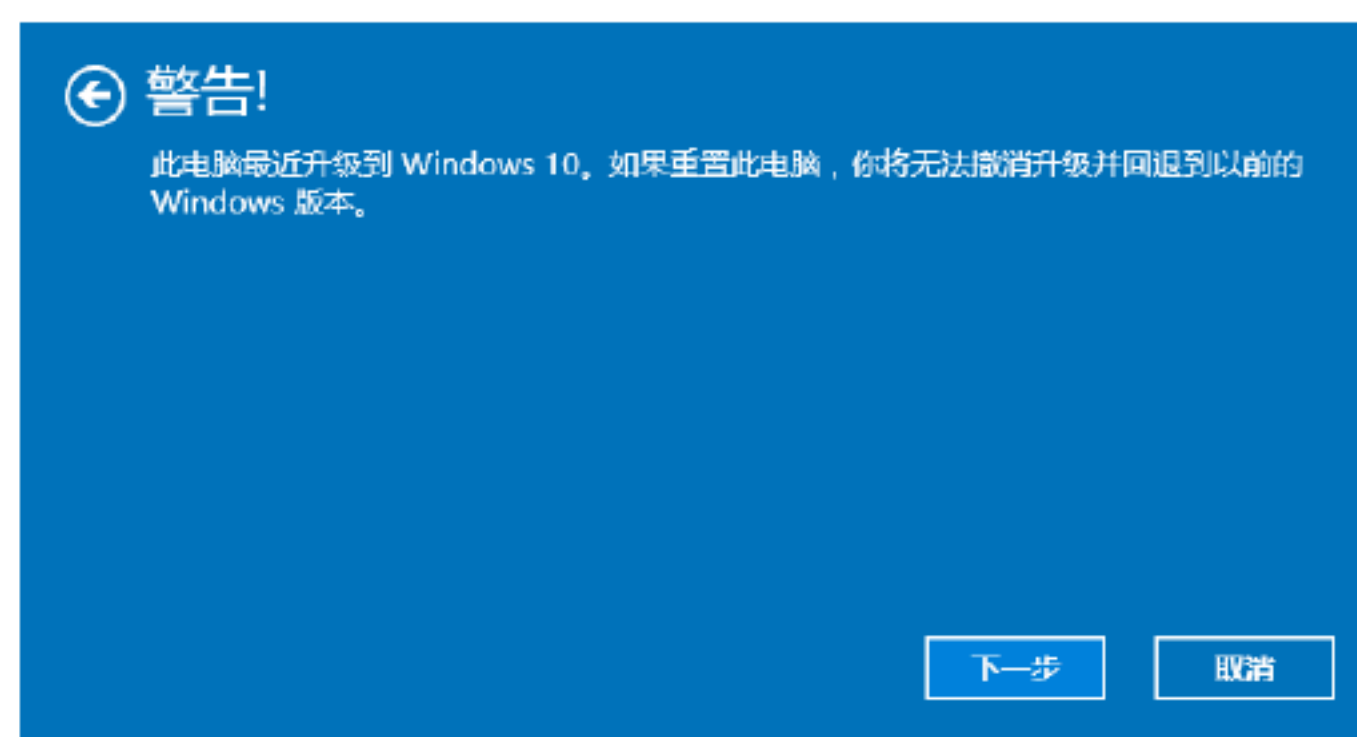 警告!
此电脑最近升级到 Windows 10。如果重置此电脑，你将无法撤消升级并回退到以前的
Windows 版本。
下一步
取消